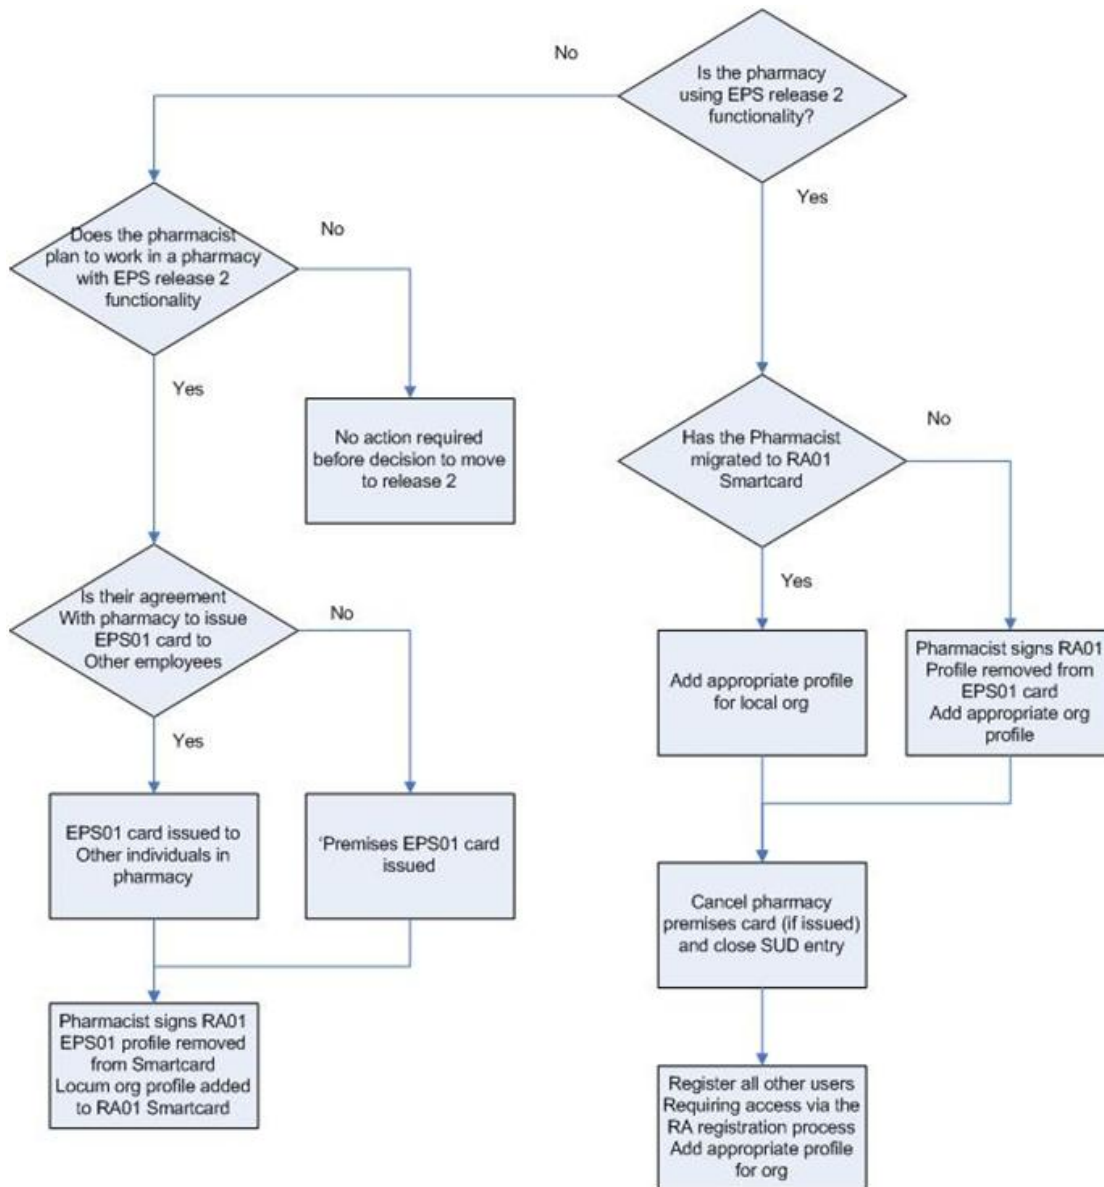 No
Is the pharmacy
using EPS release 2
functionality?
Yes
Does the pharmacist
plan to work in a pharmacy
with EPS release 2
functionality
No
Yes
No action required
before decision to move
to release 2
Has the Pharmacist
migrated to RA01
Smartcard
No
Yes
Is their agreement
With pharmacy to issue
EPS01 card to
Other employees
No
Yes
Add appropriate profile
for local org
Pharmacist signs RA01
Profile removed from
EPS01 card
Add appropriate org
profile
EPS01 card issued to
Other individuals in
pharmacy
‘Premises EPS01 card
issued
Cancel pharmacy
premises card (if issued)
and close SUD entry
Pharmacist signs RA01
EPS01 profile removed
from Smartcard
Locum org profile added
to RA01 Smartcard
Register all other users
Requiring access via the
RA registration process
Add appropriate profile
for org